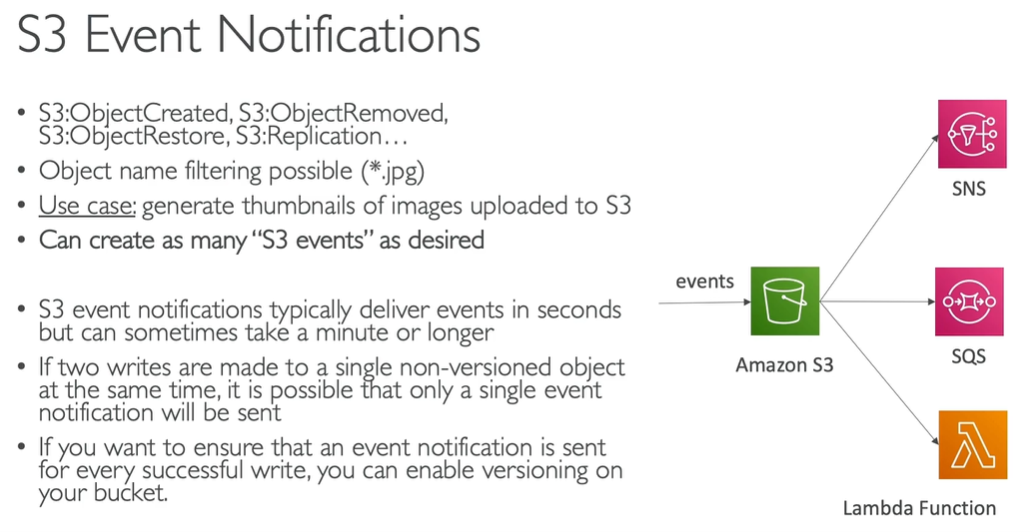 S3 Event Notifications
• S3:ObjectCreated, S3:ObjectRemoved,
S3:ObjectRestore, S3:Replication…
• Object name filtering possible (*.jpg)
• Use case: generate thumbnails of images uploaded to S3
• Can create as many “S3 events” as desired
• S3 event notifications typically deliver events in seconds
but can sometimes take a minute or longer
• If two writes are made to a single non-versioned object
at the same time, it is possible that only a single event
notification will be sent
• If you want to ensure that an event notification is sent
for every successful write, you can enable versioning on
your bucket.
events
Amazon S3
SNS
SQS
Lambda Function